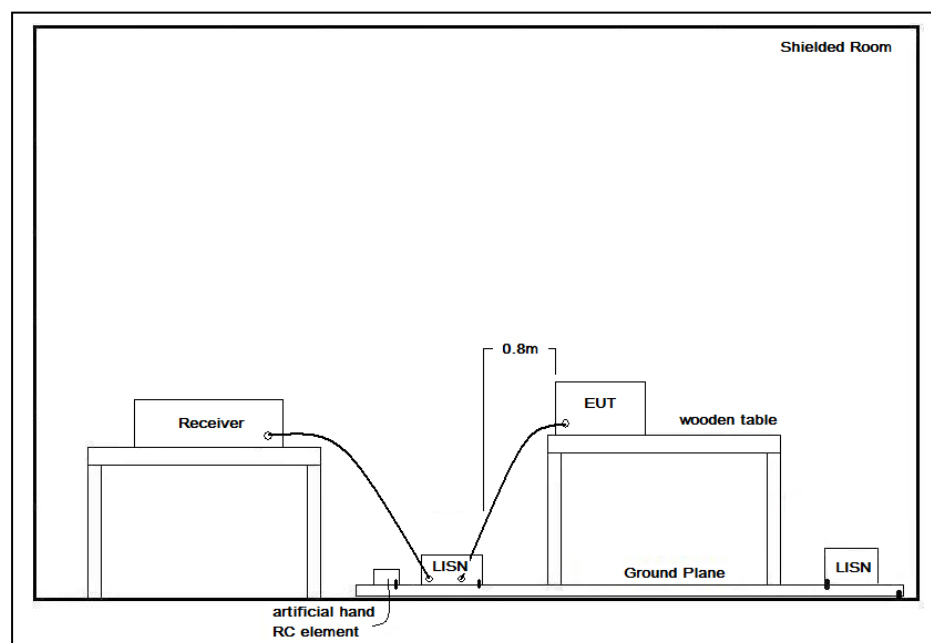 Shielded Room
0.8m
EUT
Receiver
wooden table
LISN
Ground Plane
LISN
artificial hand
RC element